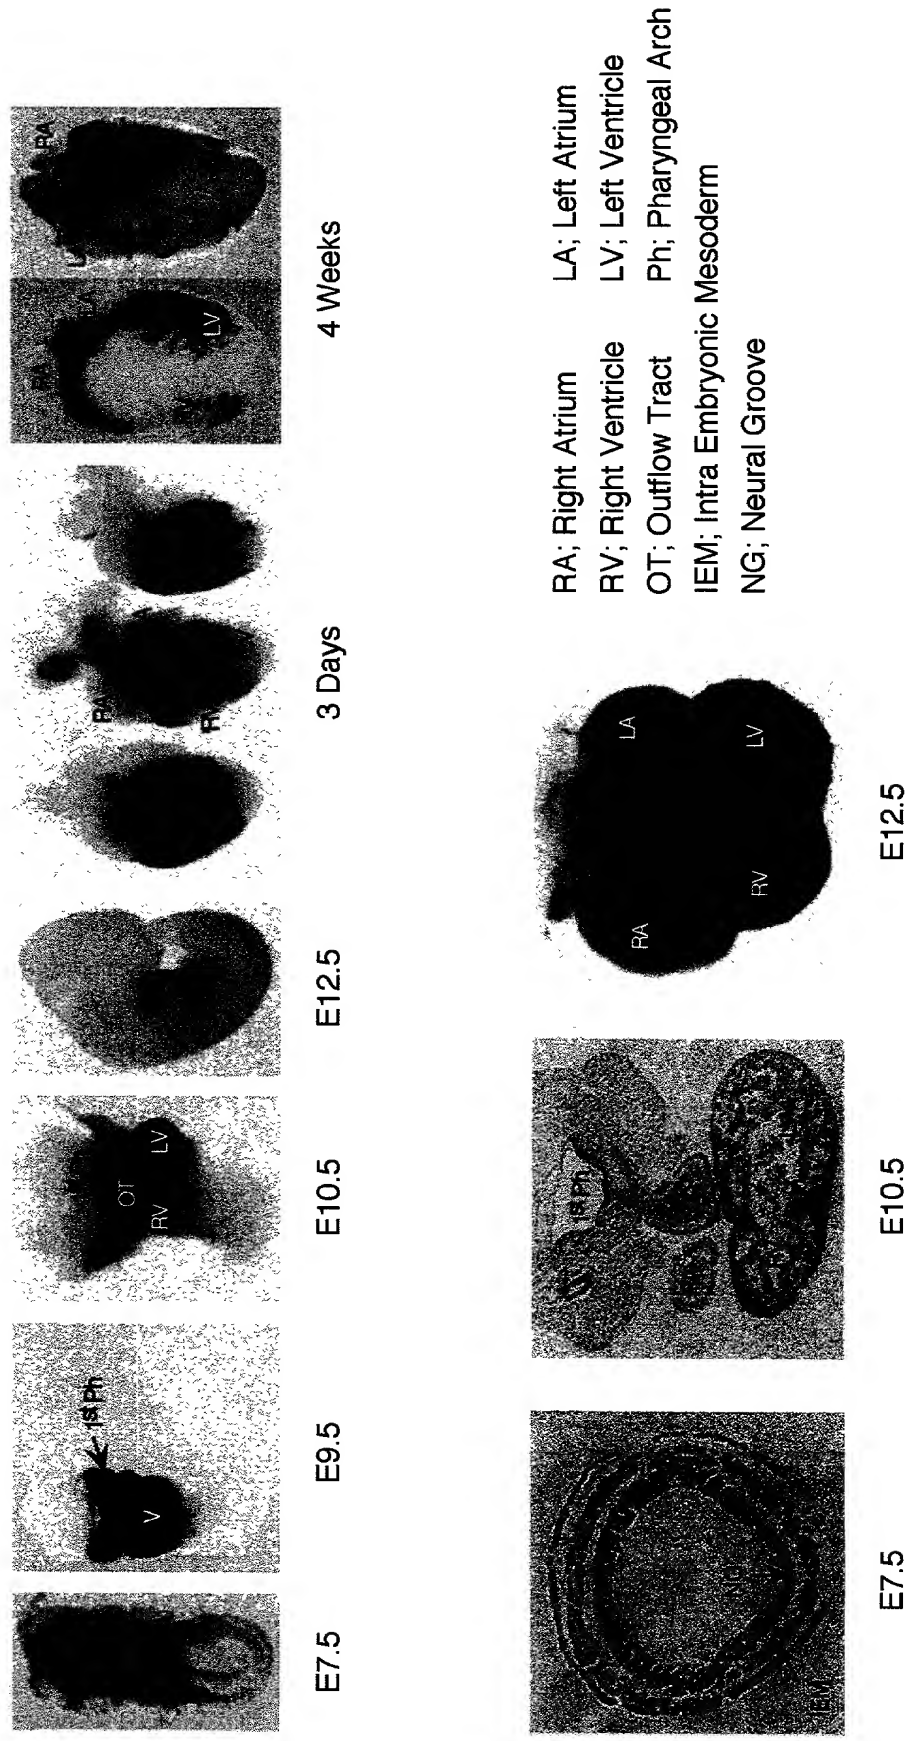 V
1st Ph
OT
RV
LV
RA
RA
LV
RA
E7.5
E9.5
E10.5
E12.5
3 Days
4 Weeks
IEM
NG
1st Ph
RA
LA
RV
LV
E7.5
E10.5
E12.5
RA; Right Atrium
LA; Left Atrium
RV; Right Ventricle
LV; Left Ventricle
OT; Outflow Tract
Ph; Pharyngeal Arch
IEM; Intra Embryonic Mesoderm
NG; Neural Groove